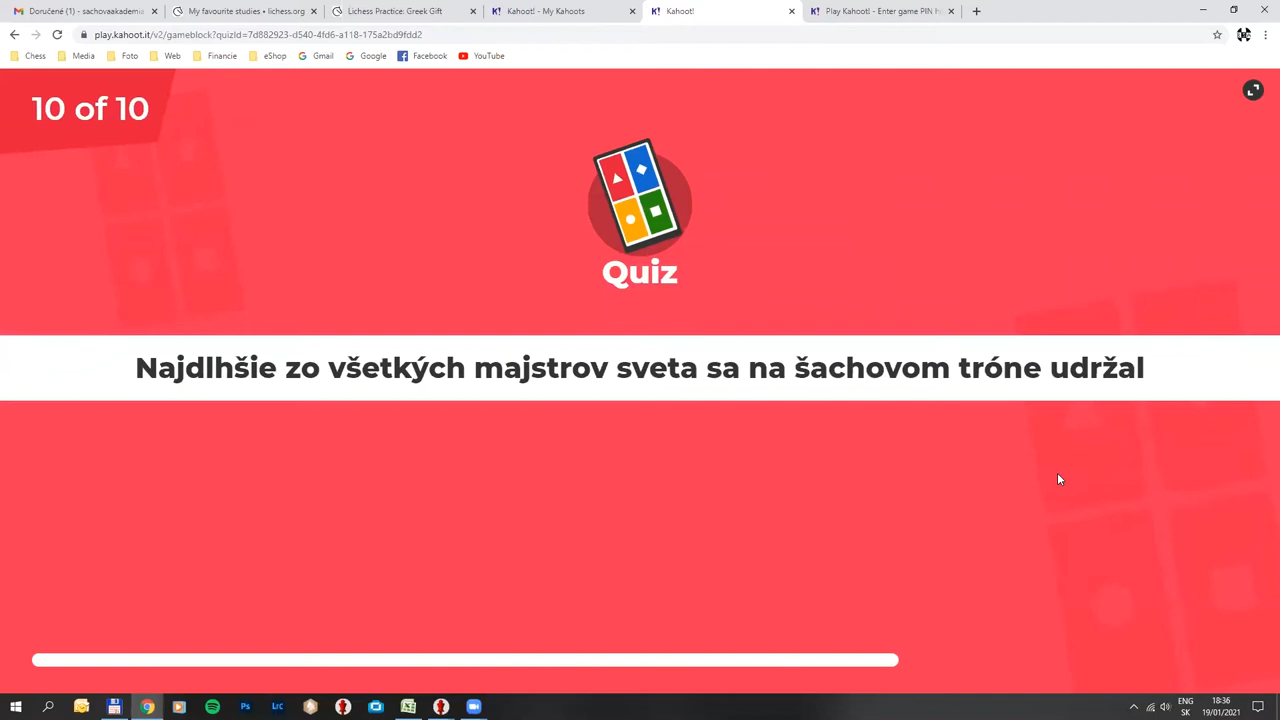 Doručené (1) - sachovaakademia
My favourite studies • lichess.org
Lichess Practice: Greek Gift
Kahoot! - My Kahoots
Kahoot!
Play Kahoot! - Enter game PIN h
play.kahoot.it/v2/gameblock?quizId=7d882923-d540-4fd6-a118-175a2bd9fdd2
Chess
Media
Foto
Web
Financie
eShop
Gmail
Google
Facebook
YouTube
10 of 10
Quiz
Najdlhšie zo všetkých majstrov sveta sa na šachovom tróne udržal
Ps
Lrc
ENG
SK
18:36
19/01/2021